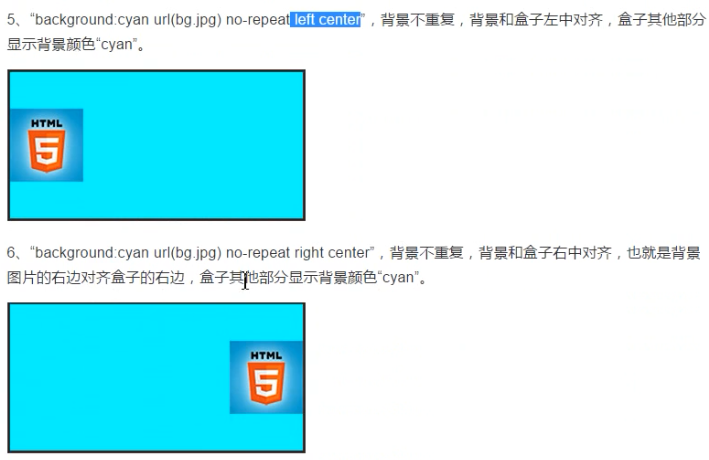 5、“background:cyan url(bg.jpg) no-repeat left center”，背景不重复，背景和盒子左中对齐，盒子其他部分
显示背景颜色“cyan”。
HTML
5
6、“background:cyan url(bg.jpg) no-repeat right center”，背景不重复，背景和盒子右中对齐，也就是背景
图片的右边对齐盒子的右边，盒子其他部分显示背景颜色“cyan”。
HTML
5